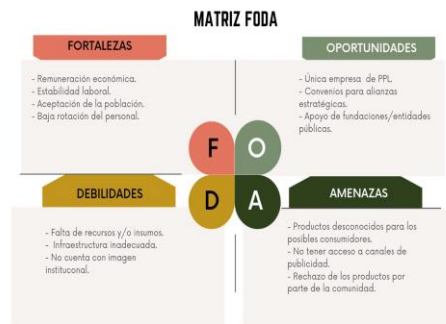 MATRIZ FODA
FORTALEZAS
- Remuneración económica.
- Estabilidad laboral.
- Aceptación de la población.
- Baja rotación del personal.
OPORTUNIDADES
- Única empresa de PPL.
- Convenios para alianzas
estratégicas.
- Apoyo de fundaciones/entidades
públicas.
F
O
D
A
DEBILIDADES
- Falta de recursos y/o insumos.
- Infraestructura inadecuada.
- No cuenta con imagen
instituconal.
AMENAZAS
- Productos desconocidos para los
posibles consumidores.
- No tener acceso a canales de
publicidad.
- Rechazo de los productos por
parte de la comunidad.